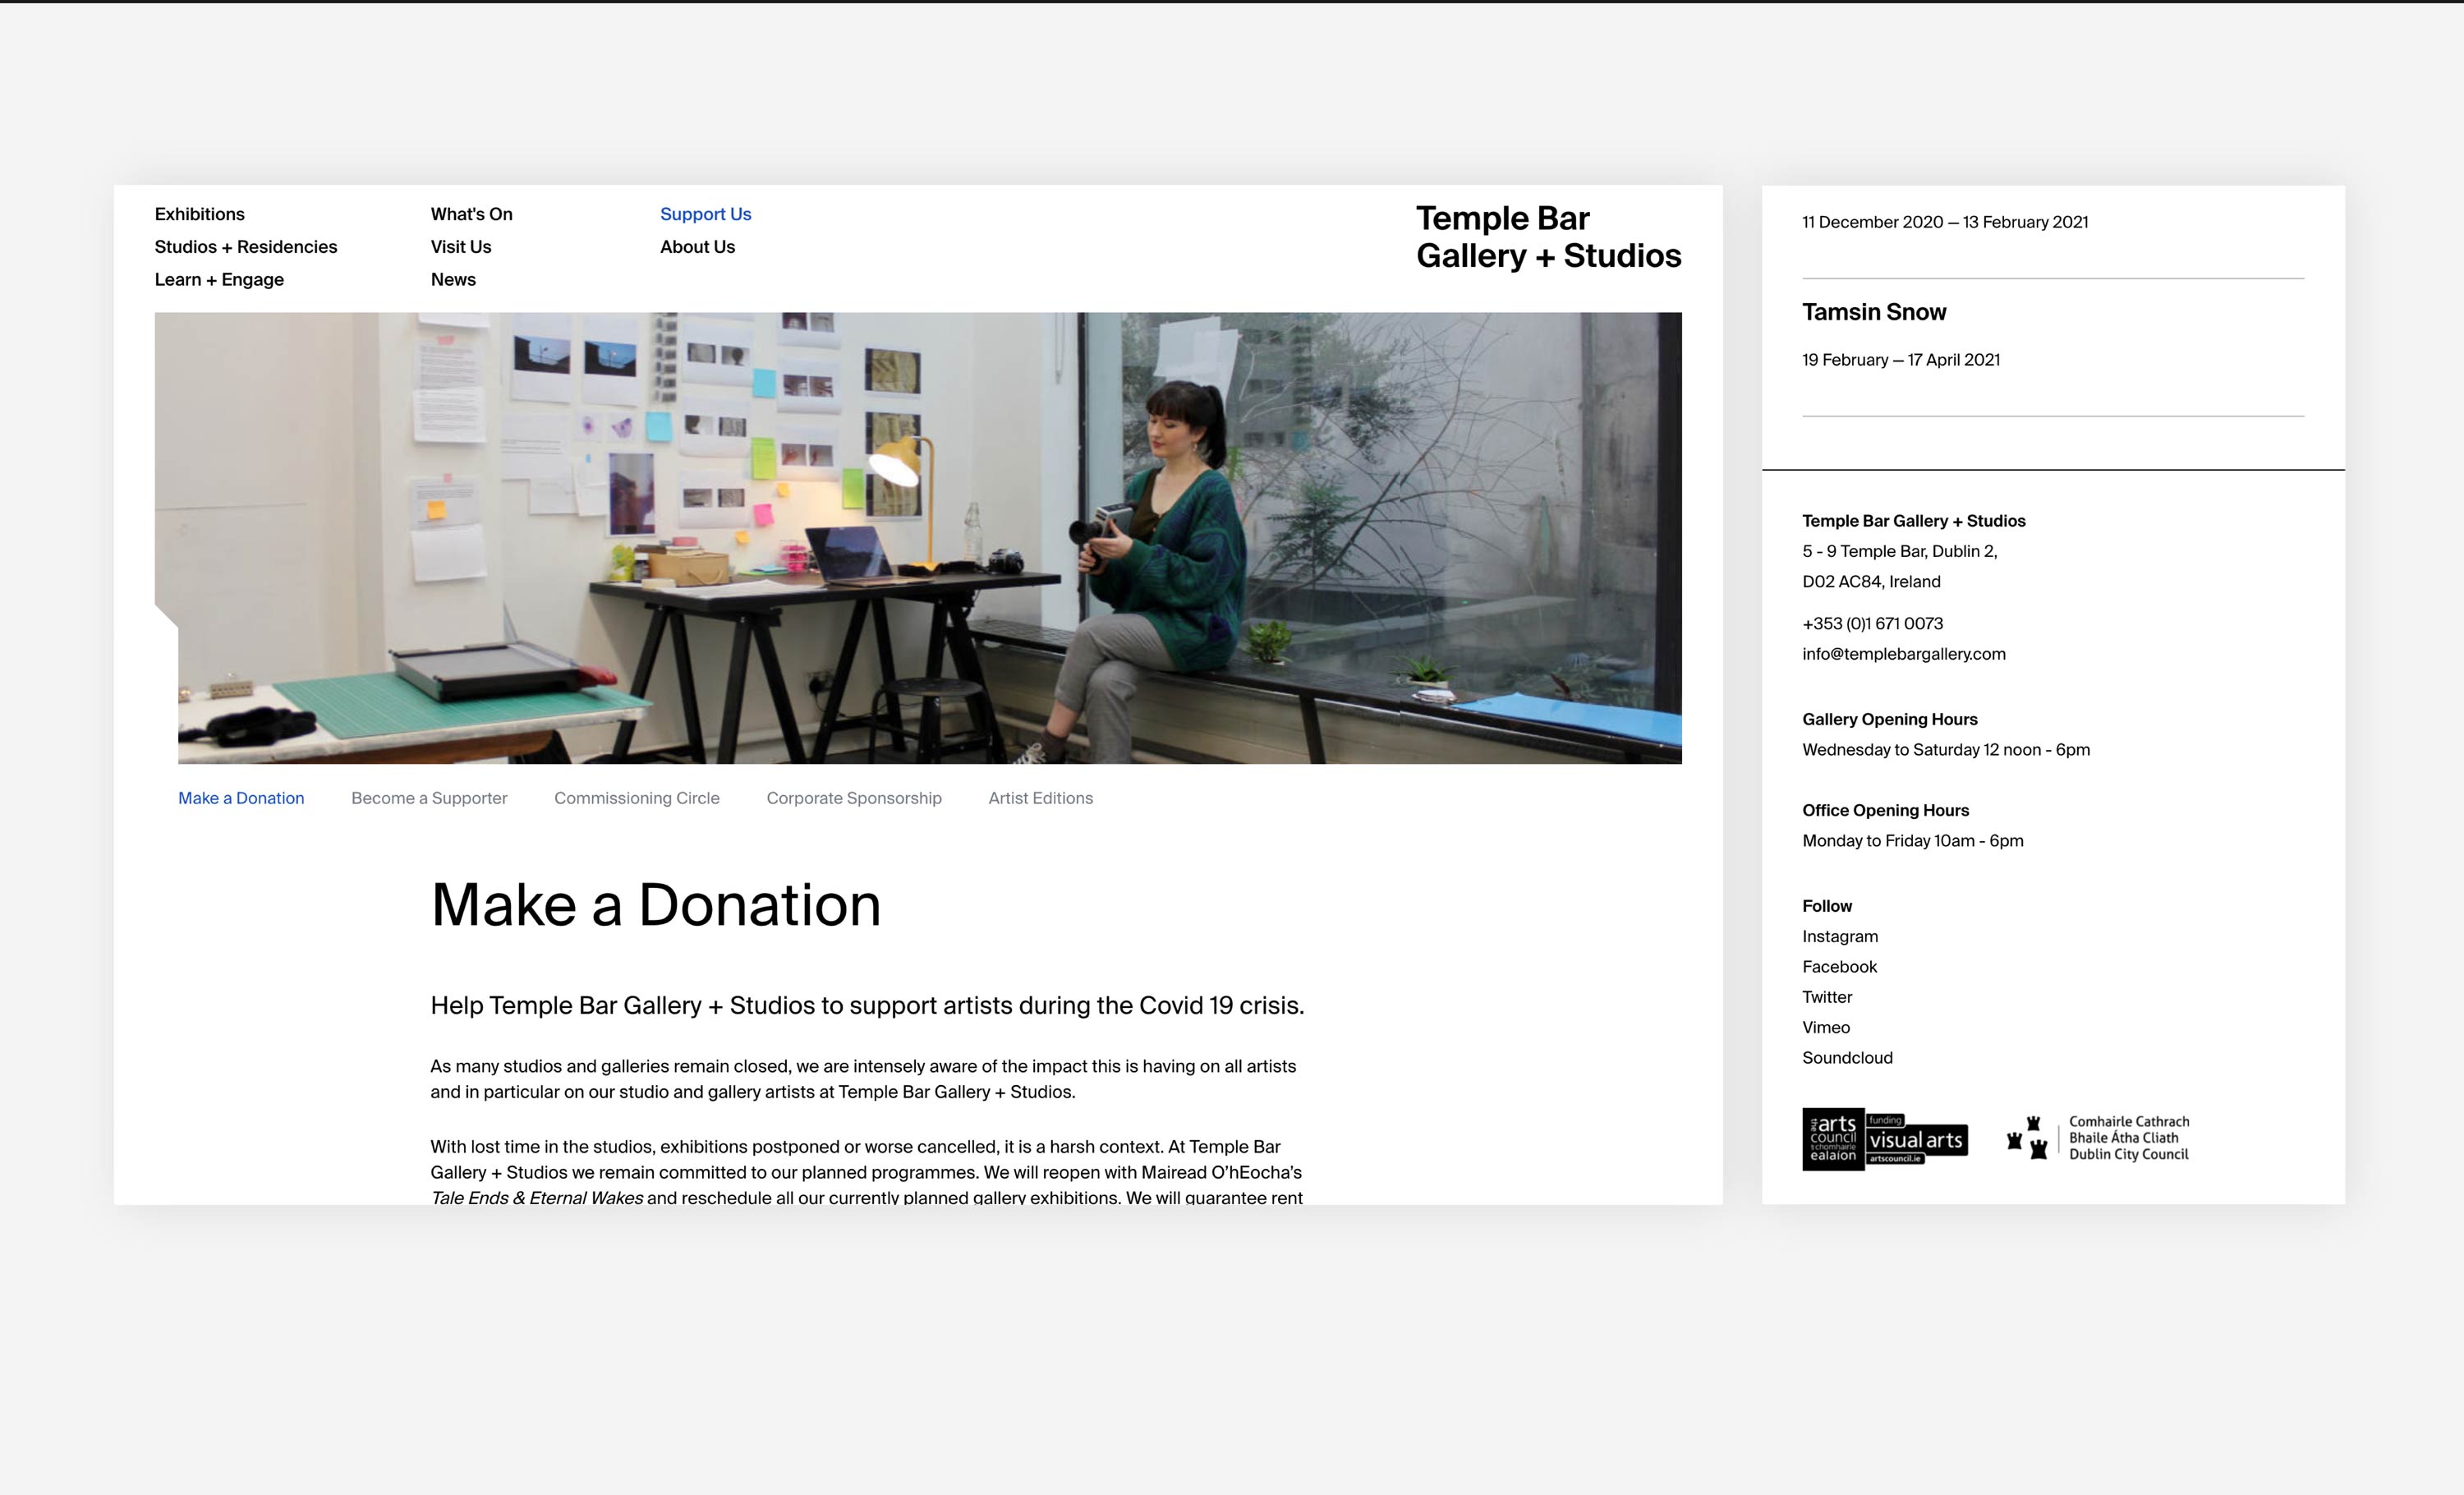 Exhibitions
Studios + Residencies
Learn + Engage
What's On
Visit Us
News
Support Us
About Us
Temple Bar
Gallery + Studios
Make a Donation
Become a Supporter
Commissioning Circle
Corporate Sponsorship
Artist Editions
Make a Donation
Help Temple Bar Gallery + Studios to support artists during the Covid 19 crisis.
As many studios and galleries remain closed, we are intensely aware of the impact this is having on all artists
and in particular on our studio and gallery artists at Temple Bar Gallery + Studios.
With lost time in the studios, exhibitions postponed or worse cancelled, it is a harsh context. At Temple Bar
Gallery + Studios we remain committed to our planned programmes. We will reopen with Mairead O’hEocha’s
Tale Ends & Eternal Wakes and reschedule all our currently planned gallery exhibitions. We will guarantee rent
11 December 2020 — 13 February 2021
Tamsin Snow
19 February — 17 April 2021
Temple Bar Gallery + Studios
5 - 9 Temple Bar, Dublin 2,
D02 AC84, Ireland
+353 (0)1 671 0073
info@templebargallery.com
Gallery Opening Hours
Wednesday to Saturday 12 noon - 6pm
Office Opening Hours
Monday to Friday 10am - 6pm
Follow
Instagram
Facebook
Twitter
Vimeo
Soundcloud
the arts
council
schomhairle
ealaíon
funding
visual arts
artscouncil.ie
Comhairle Cathrach
Bhaile Átha Cliath
Dublin City Council